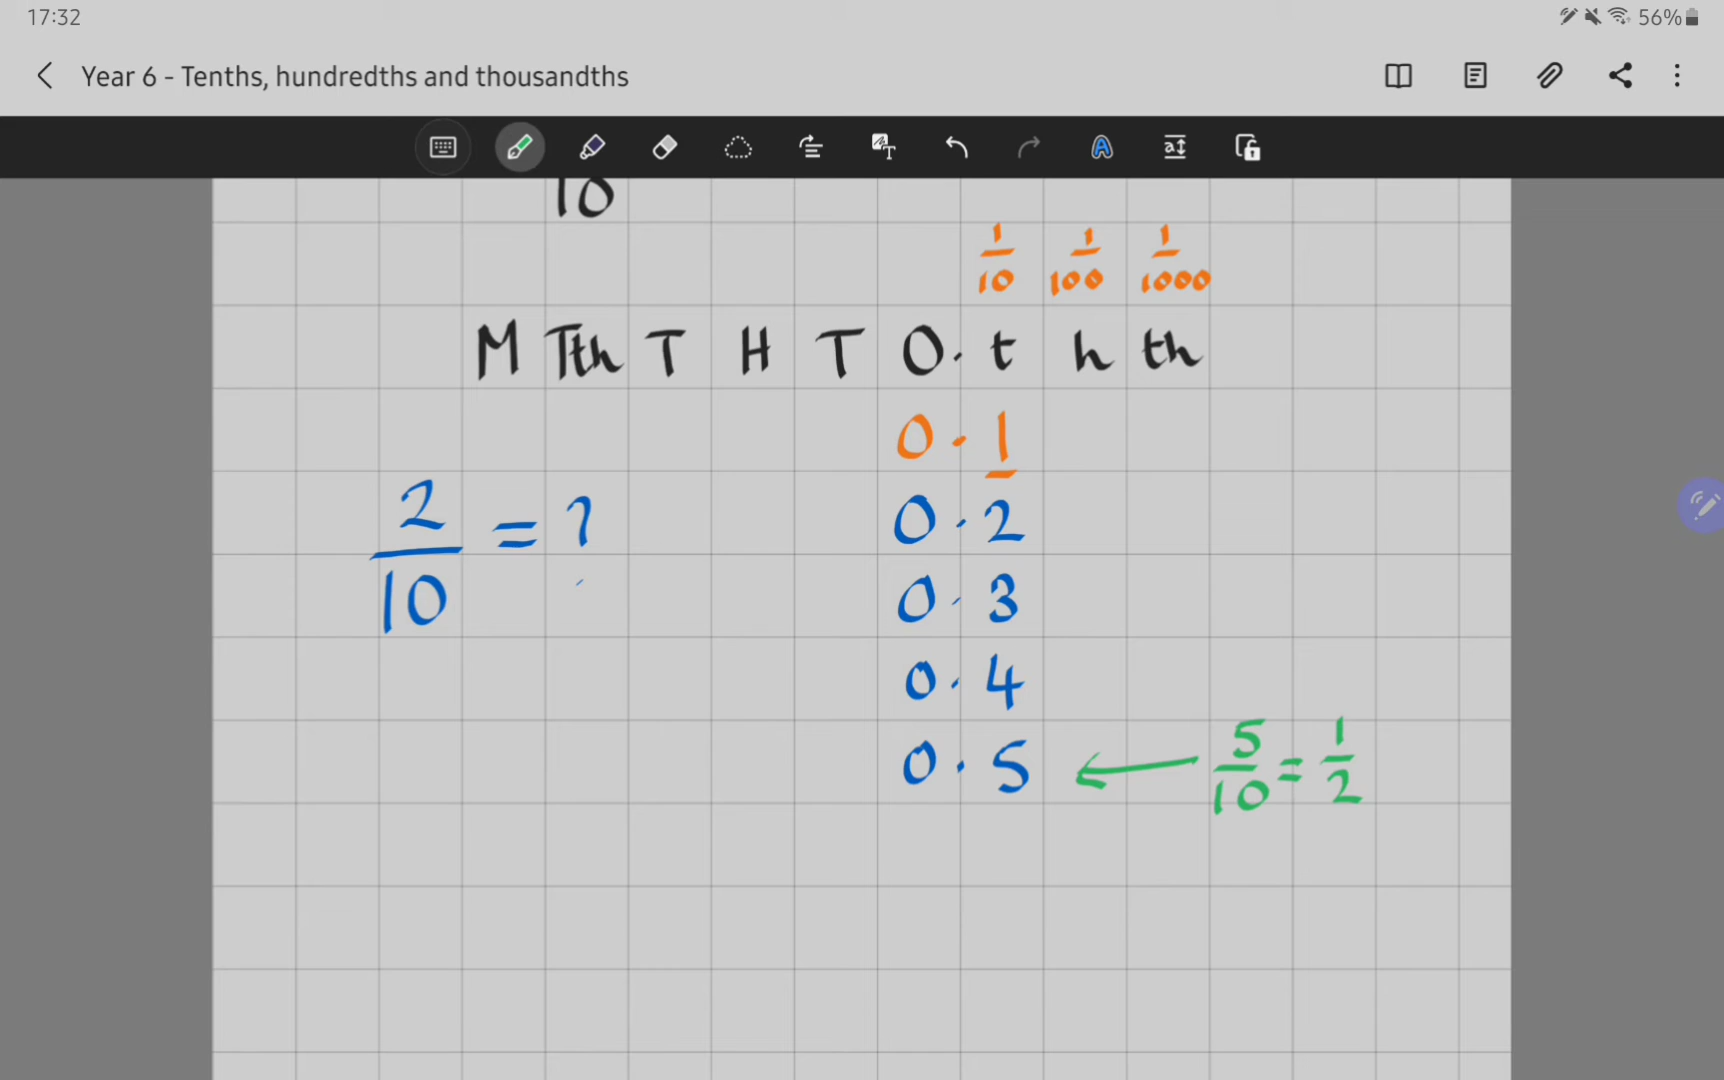 17:32 56%
Year 6 - Tenths, hundredths and thousandths
10
1/10 1/100 1/1000
M Tth T H T O. t h th
0.1
2/10 = ?
0.2
0.3
0.4
0.5 ← 5/10 = 1/2